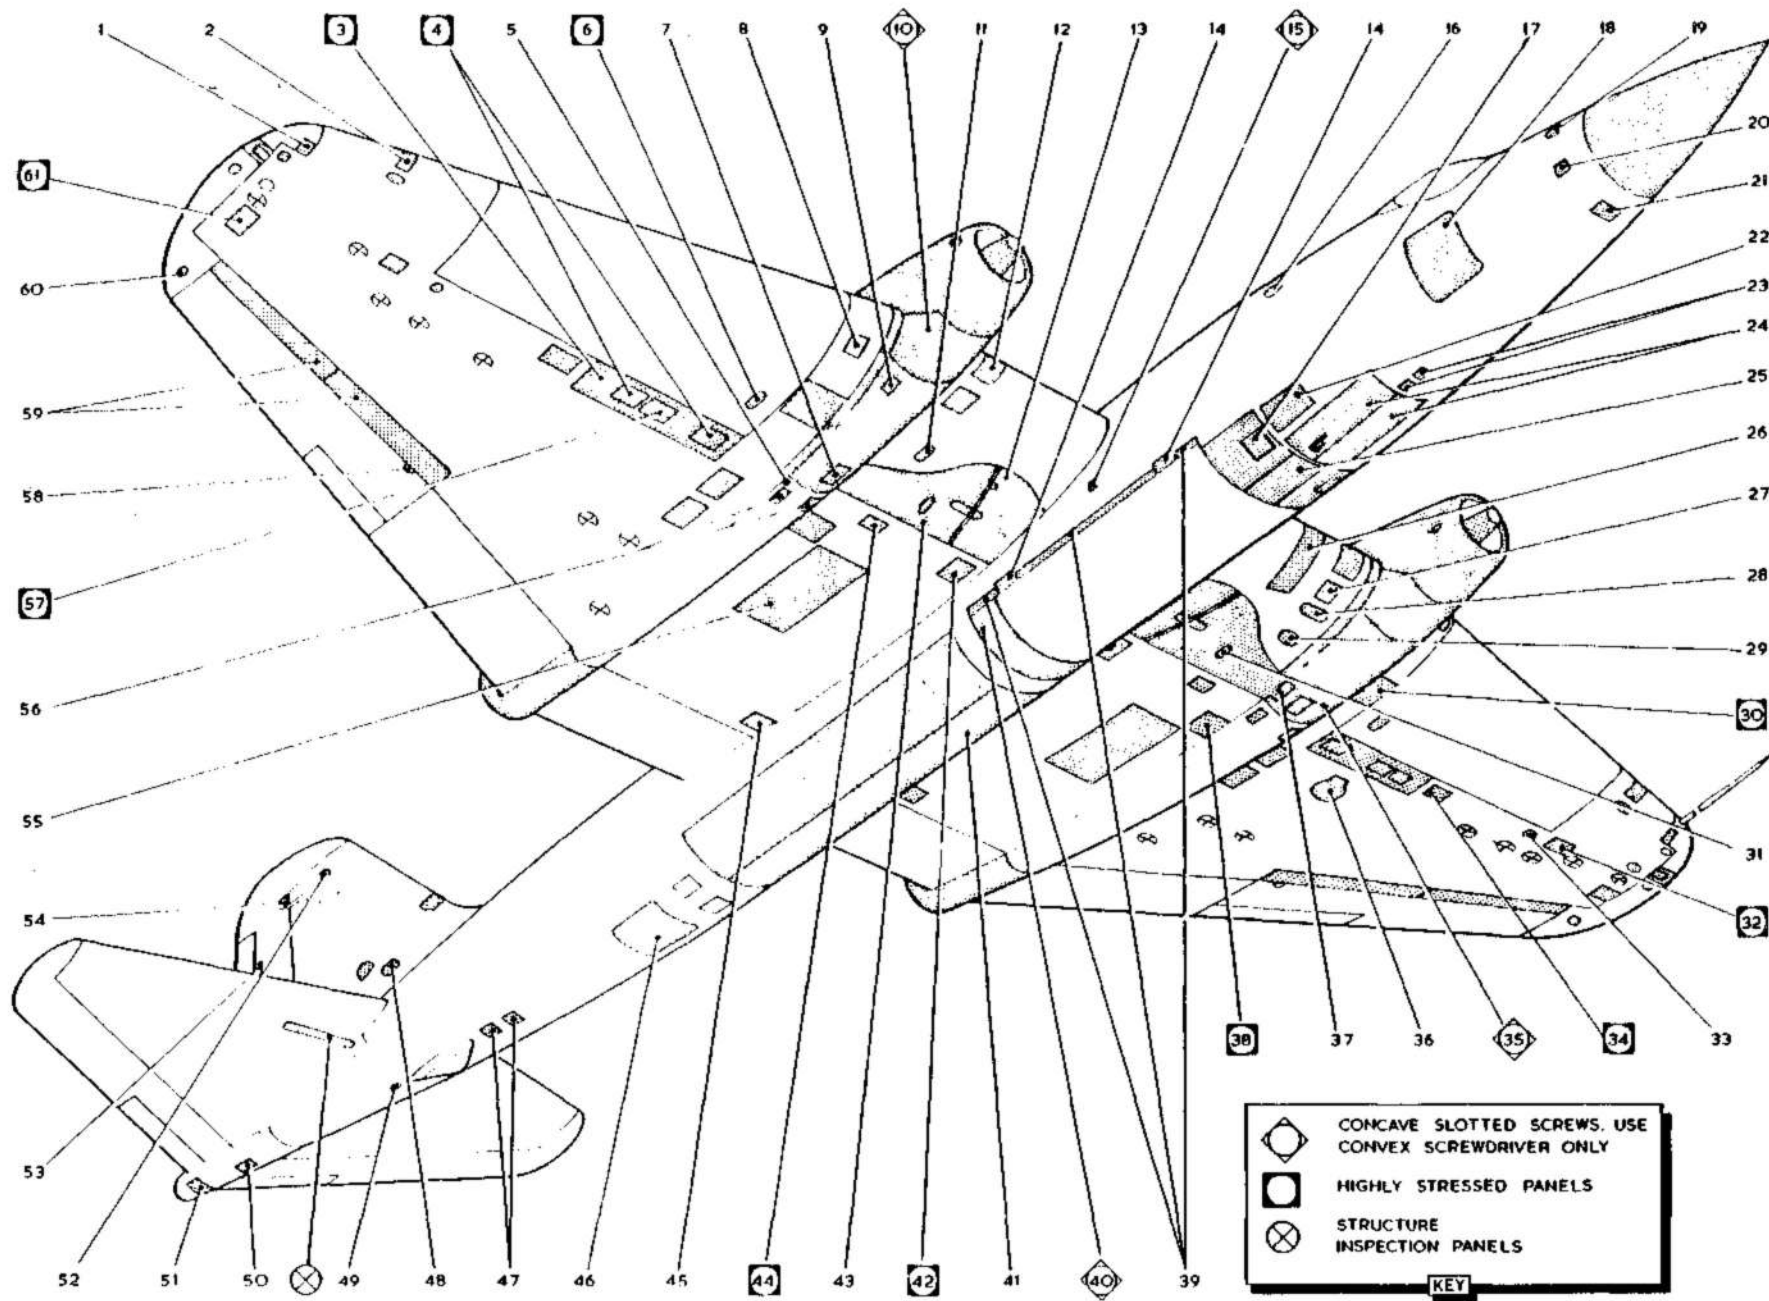 1 2 3 4 5 6 7 8 9 10 11 12 13 14 15 14 16 17 18 19
20
61
21
22
60
23
24
59
25
26
58
27
28
57
29
56
30
55
31
54
32
38 37 36 35 34 33
53
CONCAVE SLOTTED SCREWS. USE
CONVEX SCREWDRIVER ONLY
HIGHLY STRESSED PANELS
STRUCTURE
INSPECTION PANELS
52 51 50 49 48 47 46 45 44 43 42 41 40 39
KEY